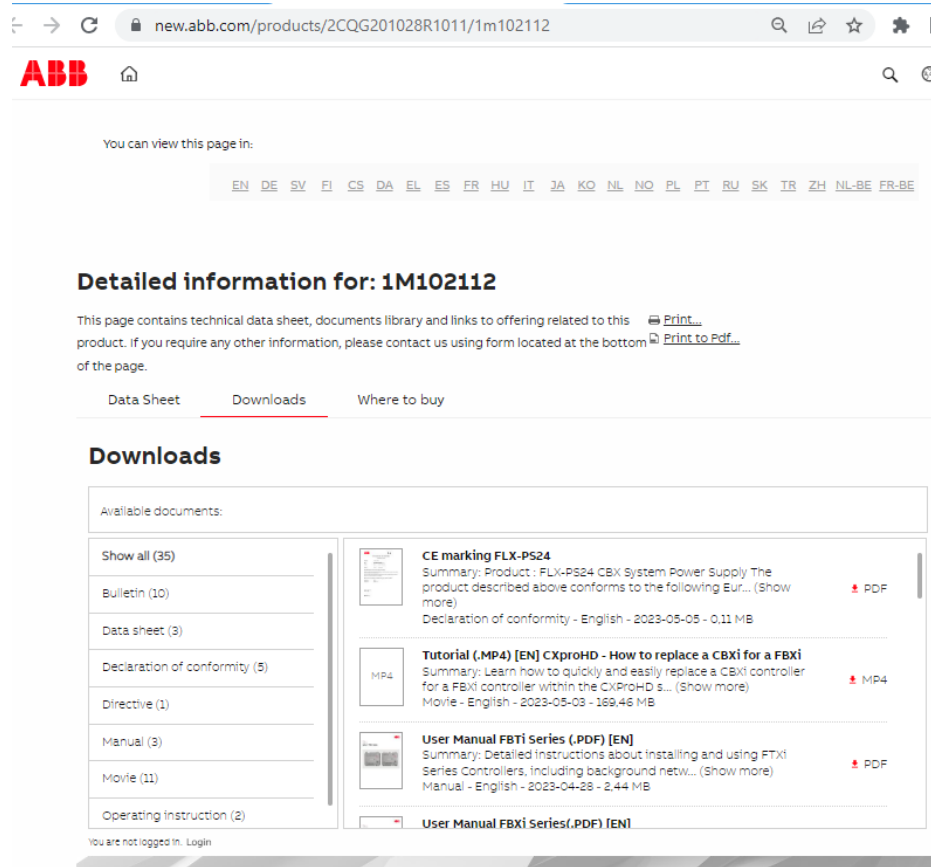 new.abb.com/products/2CQG201028R1011/1m102112
ABB
You can view this page in:
EN DE SV FI CS DA EL ES FR HU IT JA KO NL NO PL PT RU SK TR ZH NL-BE FR-BE
Detailed information for: 1M102112
This page contains technical data sheet, documents library and links to offering related to this
product. If you require any other information, please contact us using form located at the bottom
of the page.
Print...
Print to Pdf...
Data Sheet Downloads Where to buy
Downloads
Available documents:
Show all (35)
Bulletin (10)
Data sheet (3)
Declaration of conformity (5)
Directive (1)
Manual (3)
Movie (11)
Operating instruction (2)
CE marking FLX-PS24
Summary: Product : FLX-PS24 CBX System Power Supply The
product described above conforms to the following Eur... (Show
more)
Declaration of conformity - English - 2023-05-05 - 0,11 MB
PDF
MP4
Tutorial (.MP4) [EN] CXproHD - How to replace a CBXi for a FBXi
Summary: Learn how to quickly and easily replace a CBXi controller
for a FBXi controller within the CXProHD s... (Show more)
Movie - English - 2023-05-03 - 169,46 MB
MP4
User Manual FBTi Series (.PDF) [EN]
Summary: Detailed instructions about installing and using FTXi
Series Controllers, including background netw... (Show more)
Manual - English - 2023-04-28 - 2,44 MB
PDF
User Manual FBXi Series(.PDF) [EN]
You are not logged in. Login